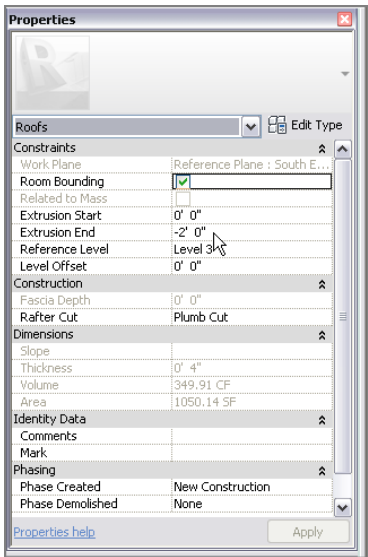 Properties
Roofs Edit Type
Constraints
Work Plane Reference Plane : South E...
Room Bounding
Related to Mass
Extrusion Start 0' 0"
Extrusion End -2' 0"
Reference Level Level 3
Level Offset 0' 0"
Construction
Fascia Depth 0' 0"
Rafter Cut Plumb Cut
Dimensions
Slope
Thickness 0' 4"
Volume 349.91 CF
Area 1050.14 SF
Identity Data
Comments
Mark
Phasing
Phase Created New Construction
Phase Demolished None
Properties help Apply